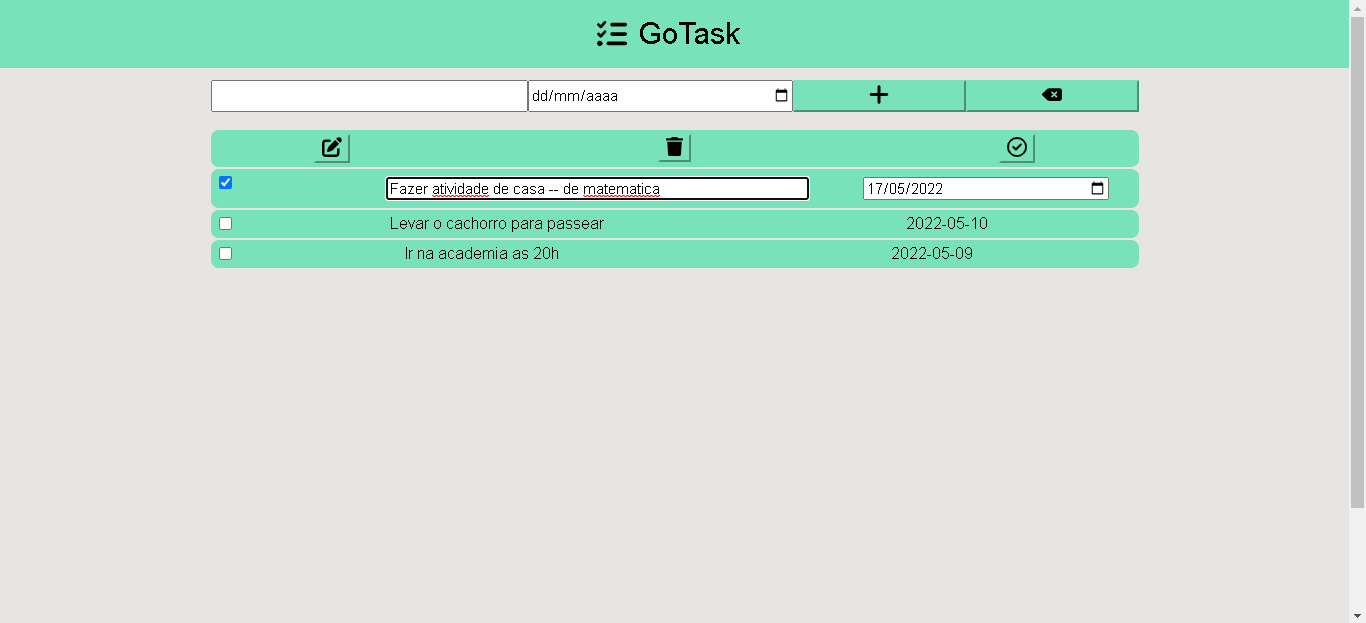 GoTask
dd/mm/aaaa
Fazer atividade de casa -- de matematica 17/05/2022
Levar o cachorro para passear 2022-05-10
Ir na academia as 20h 2022-05-09